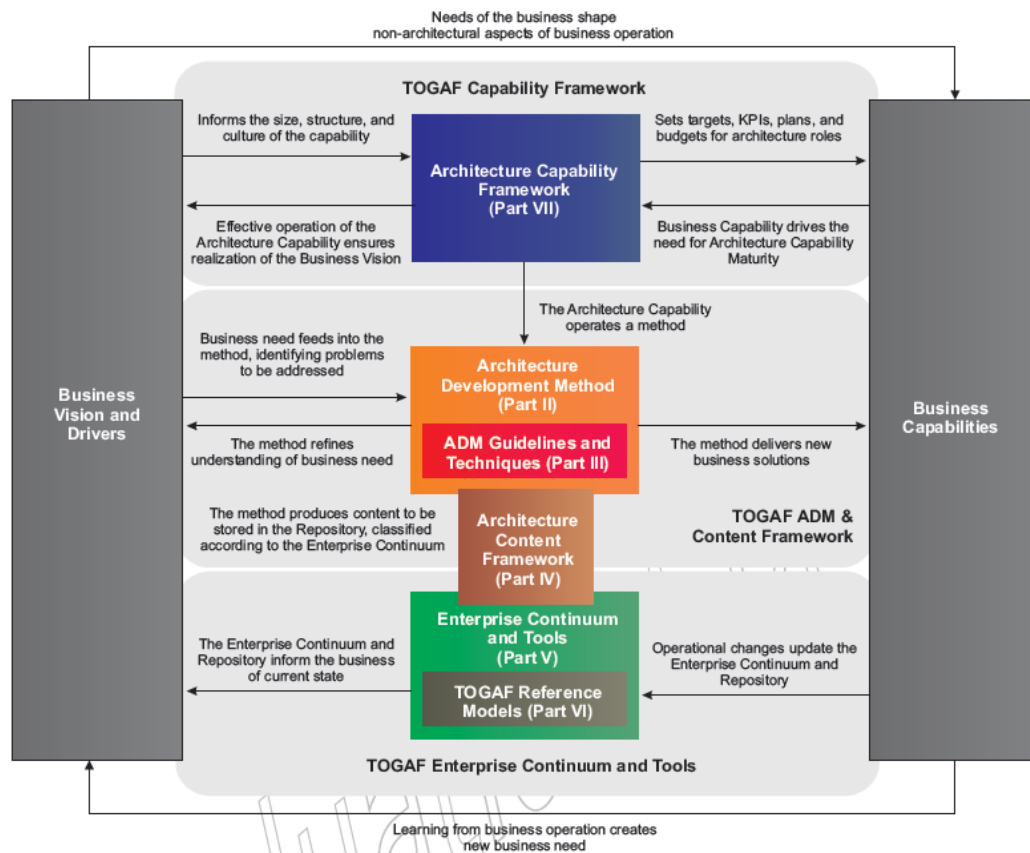 Needs of the business shape
non-architectural aspects of business operation
TOGAF Capability Framework
Informs the size, structure, and
culture of the capability
Architecture Capability
Framework
(Part VII)
Sets targets, KPIs, plans, and
budgets for architecture roles
Effective operation of the
Architecture Capability ensures
realization of the Business Vision
Business Capability drives the
need for Architecture Capability
Maturity
The Architecture Capability
operates a method
Business
Vision and
Drivers
Business need feeds into the
method, identifying problems
to be addressed
Architecture
Development Method
(Part II)
ADM Guidelines and
Techniques (Part III)
Business
Capabilities
The method refines
understanding of business need
The method delivers new
business solutions
The method produces content to be
stored in the Repository, classified
according to the Enterprise Continuum
Architecture
Content
Framework
(Part IV)
TOGAF ADM &
Content Framework
The Enterprise Continuum and
Repository inform the business
of current state
Enterprise Continuum
and Tools
(Part V)
TOGAF Reference
Models (Part VI)
Operational changes update the
Enterprise Continuum and
Repository
TOGAF Enterprise Continuum and Tools
Learning from business operation creates
new business need